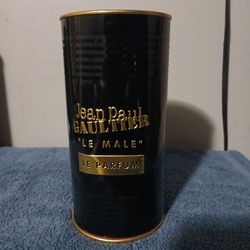 Jean Paul
GAULTIER
"LE MALE"
LE PARFUM